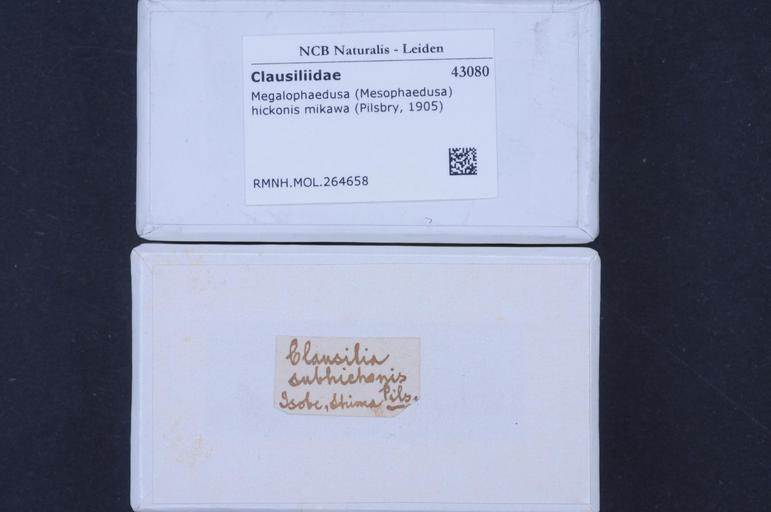 NCB Naturalis - Leiden
Clausiliidae 43080
Megalophaedusa (Mesophaedusa)
hickonis mikawa (Pilsbry, 1905)
RMNH.MOL.264658
Clausilia
subhickonis
Isobe, Shima Pils.